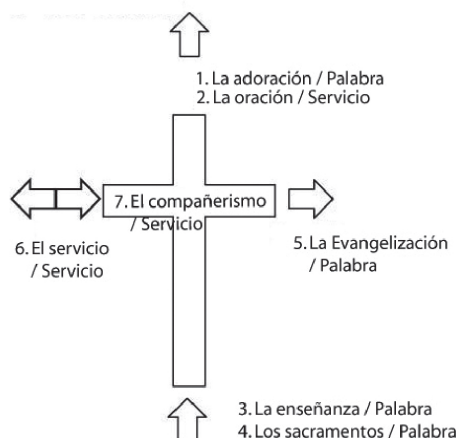 1. La adoración / Palabra
2. La oración / Servicio
7. El compañerismo
/ Servicio
6. El servicio
/ Servicio
5. La Evangelización
/ Palabra
3. La enseñanza / Palabra
4. Los sacramentos / Palabra